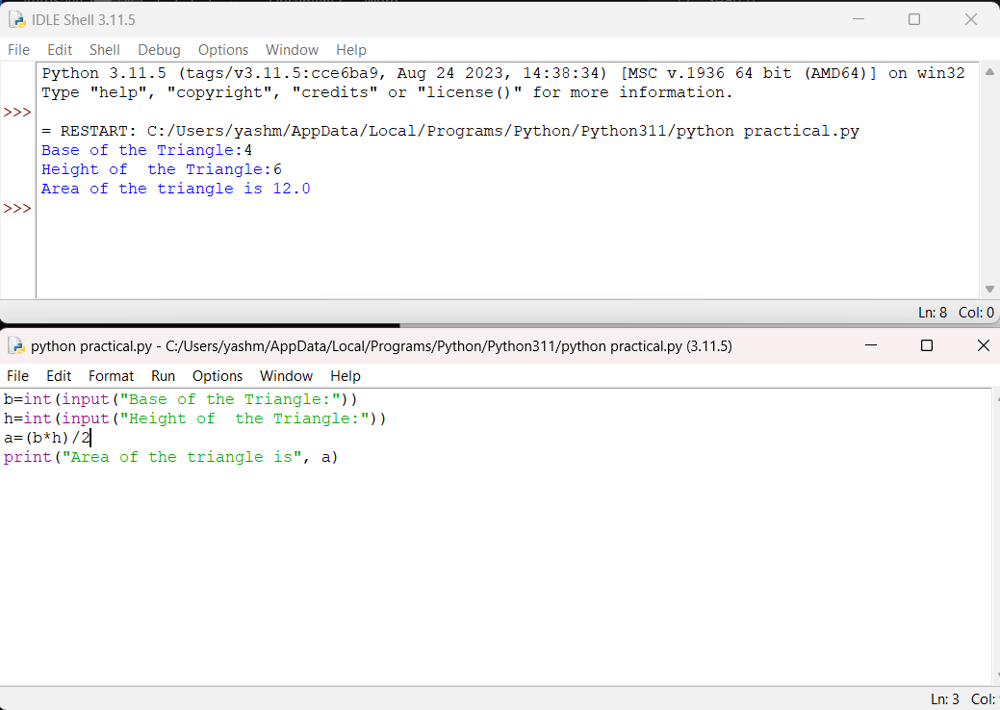 IDLE Shell 3.11.5
File Edit Shell Debug Options Window Help
Python 3.11.5 (tags/v3.11.5:cce6ba9, Aug 24 2023, 14:38:34) [MSC v.1936 64 bit (AMD64)] on win32
Type "help", "copyright", "credits" or "license()" for more information.
>>>
= RESTART: C:/Users/yashm/AppData/Local/Programs/Python/Python311/python practical.py
Base of the Triangle:4
Height of  the Triangle:6
Area of the triangle is 12.0
>>>
Ln: 8 Col: 0
python practical.py - C:/Users/yashm/AppData/Local/Programs/Python/Python311/python practical.py (3.11.5)
File Edit Format Run Options Window Help
b=int(input("Base of the Triangle:"))
h=int(input("Height of  the Triangle:"))
a=(b*h)/2
print("Area of the triangle is", a)
Ln: 3 Col: